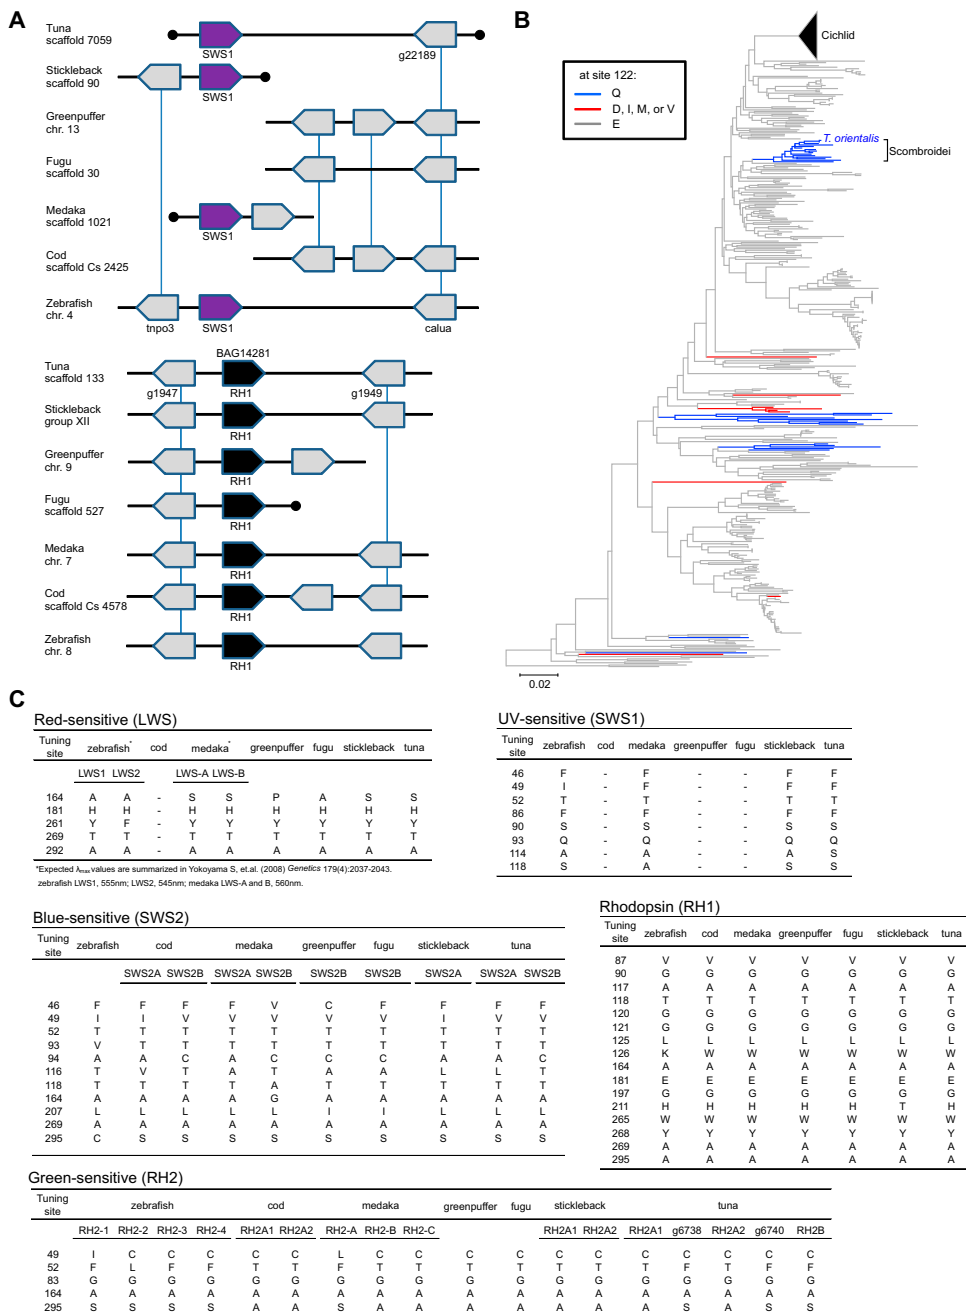 A
Tuna
scaffold 7059
SWS1
g22189
Stickleback
scaffold 90
SWS1
Greenpuffer
chr. 13
Fugu
scaffold 30
Medaka
scaffold 1021
SWS1
Cod
scaffold Cs 2425
Zebrafish
chr. 4
tnpo3
SWS1
calua
BAG14281
Tuna
scaffold 133
g1947
RH1
g1949
Stickleback
group XII
RH1
Greenpuffer
chr. 9
RH1
Fugu
scaffold 527
RH1
Medaka
chr. 7
RH1
Cod
scaffold Cs 4578
RH1
Zebrafish
chr. 8
RH1
B
Cichlid
at site 122:
Q
D, I, M, or V
E
T. orientalis
Scombroidei
0.02
C
Red-sensitive (LWS)
Tuning site zebrafish* cod medaka* greenpuffer fugu stickleback tuna
LWS1 LWS2 LWS-A LWS-B
164 A A - S S P A S S
181 H H - H H H H H H
261 Y F - Y Y Y Y Y Y
269 T T - T T T T T T
292 A A - A A A A A A
*Expected λmax values are summarized in Yokoyama S, et.al. (2008) Genetics 179(4):2037-2043.
zebrafish LWS1, 555nm; LWS2, 545nm; medaka LWS-A and B, 560nm.
UV-sensitive (SWS1)
Tuning site zebrafish cod medaka greenpuffer fugu stickleback tuna
46 F - F - - F F
49 I - F - - F F
52 T - T - - T T
86 F - F - - F F
90 S - S - - S S
93 Q - Q - - Q Q
114 A - A - - A S
118 S - A - - S S
Blue-sensitive (SWS2)
Tuning site zebrafish cod medaka greenpuffer fugu stickleback tuna
SWS2A SWS2B SWS2A SWS2B SWS2B SWS2B SWS2A SWS2A SWS2B
46 F F F F V C F F F F
49 I I V V V V V I V V
52 T T T T T T T T T T
93 V T T T T T T T T T
94 A A C A C C C A A C
116 T V T A T A A L L T
118 T T T T A T T T T T
164 A A A A G A A A A A
207 L L L L L I I L L L
269 A A A A A A A A A A
295 C S S S S S S S S S
Rhodopsin (RH1)
Tuning site zebrafish cod medaka greenpuffer fugu stickleback tuna
87 V V V V V V V
90 G G G G G G G
117 A A A A A A A
118 T T T T T T T
120 G G G G G G G
121 G G G G G G G
125 L L L L L L L
126 K W W W W W W
164 A A A A A A A
181 E E E E E E E
197 G G G G G G G
211 H H H H H T H
265 W W W W W W W
268 Y Y Y Y Y Y Y
269 A A A A A A A
295 A A A A A A A
Green-sensitive (RH2)
Tuning site zebrafish cod medaka greenpuffer fugu stickleback tuna
RH2-1 RH2-2 RH2-3 RH2-4 RH2A1 RH2A2 RH2-A RH2-B RH2-C RH2A1 RH2A2 RH2A1 g6738 RH2A2 g6740 RH2B
49 I C C C C C L C C C C C C C C C C C
52 F L F F T T F T T T T T T T F T F F
83 G G G G G G G G G G G G G G G G G G
164 A A A A A A A A A A A A A A A A A A
295 S S S S A A S A A A A A A A S A S S